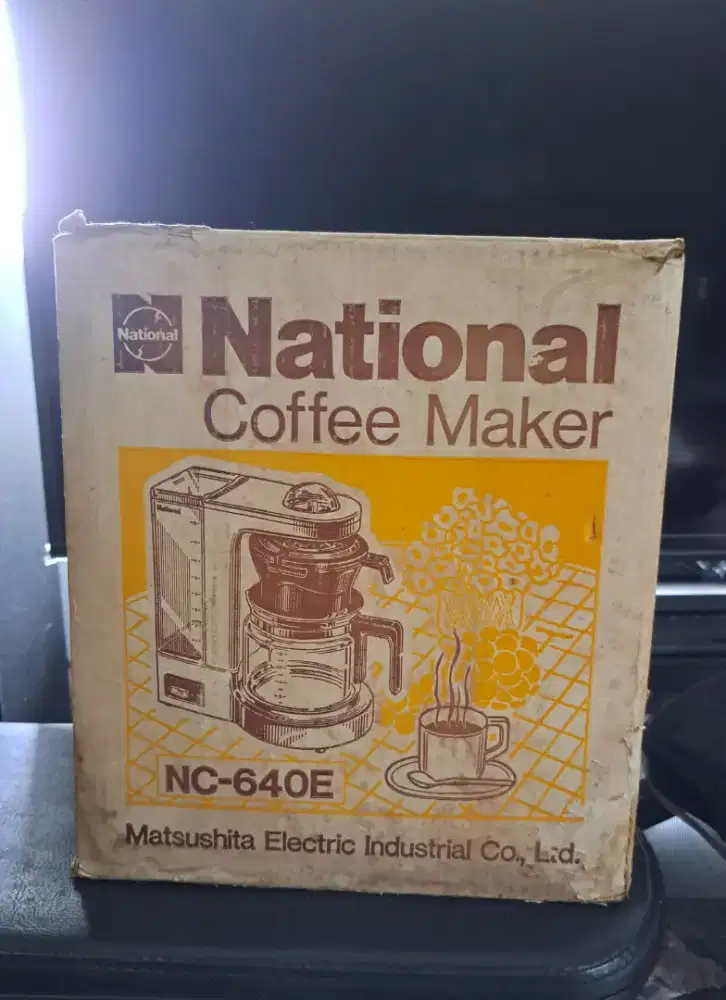 National
National
Coffee Maker
National
NC-640E
Matsushita Electric Industrial Co., Ltd.